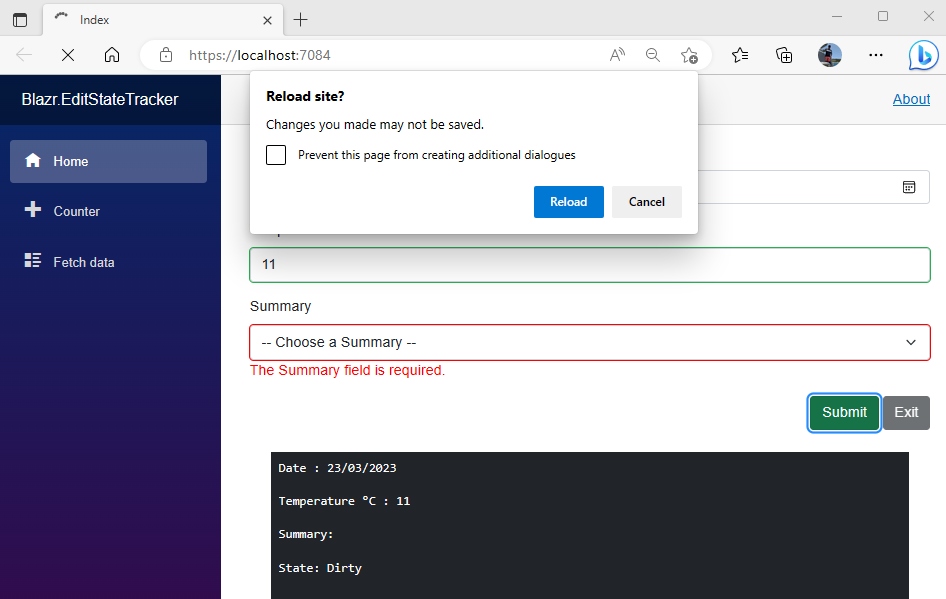 Index
https://localhost:7084
Reload site?
Changes you made may not be saved.
Prevent this page from creating additional dialogues
Reload
Cancel
Blazr.EditStateTracker
About
Home
Counter
Fetch data
11
Summary
-- Choose a Summary --
The Summary field is required.
Submit
Exit
Date : 23/03/2023
Temperature ºC : 11
Summary:
State: Dirty